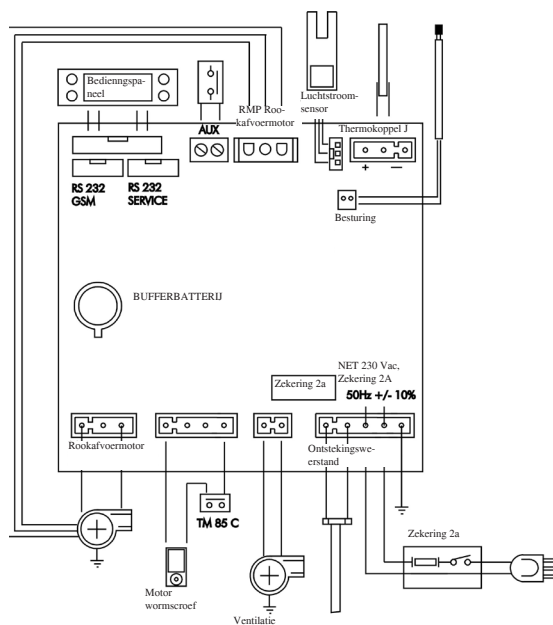 Bedienngspa-
neel
AUX
RMP Roo-
kafvoermotor
Luchtstroom-
sensor
Thermokoppel J
+ –
RS 232
GSM
RS 232
SERVICE
Besturing
BUFFERBATTERIJ
Zekering 2a
NET 230 Vac,
Zekering 2A
50Hz +/- 10%
Rookafvoermotor
Ontstekingswe-
erstand
TM 85 C
Zekering 2a
Motor
wormscroef
Ventilatie